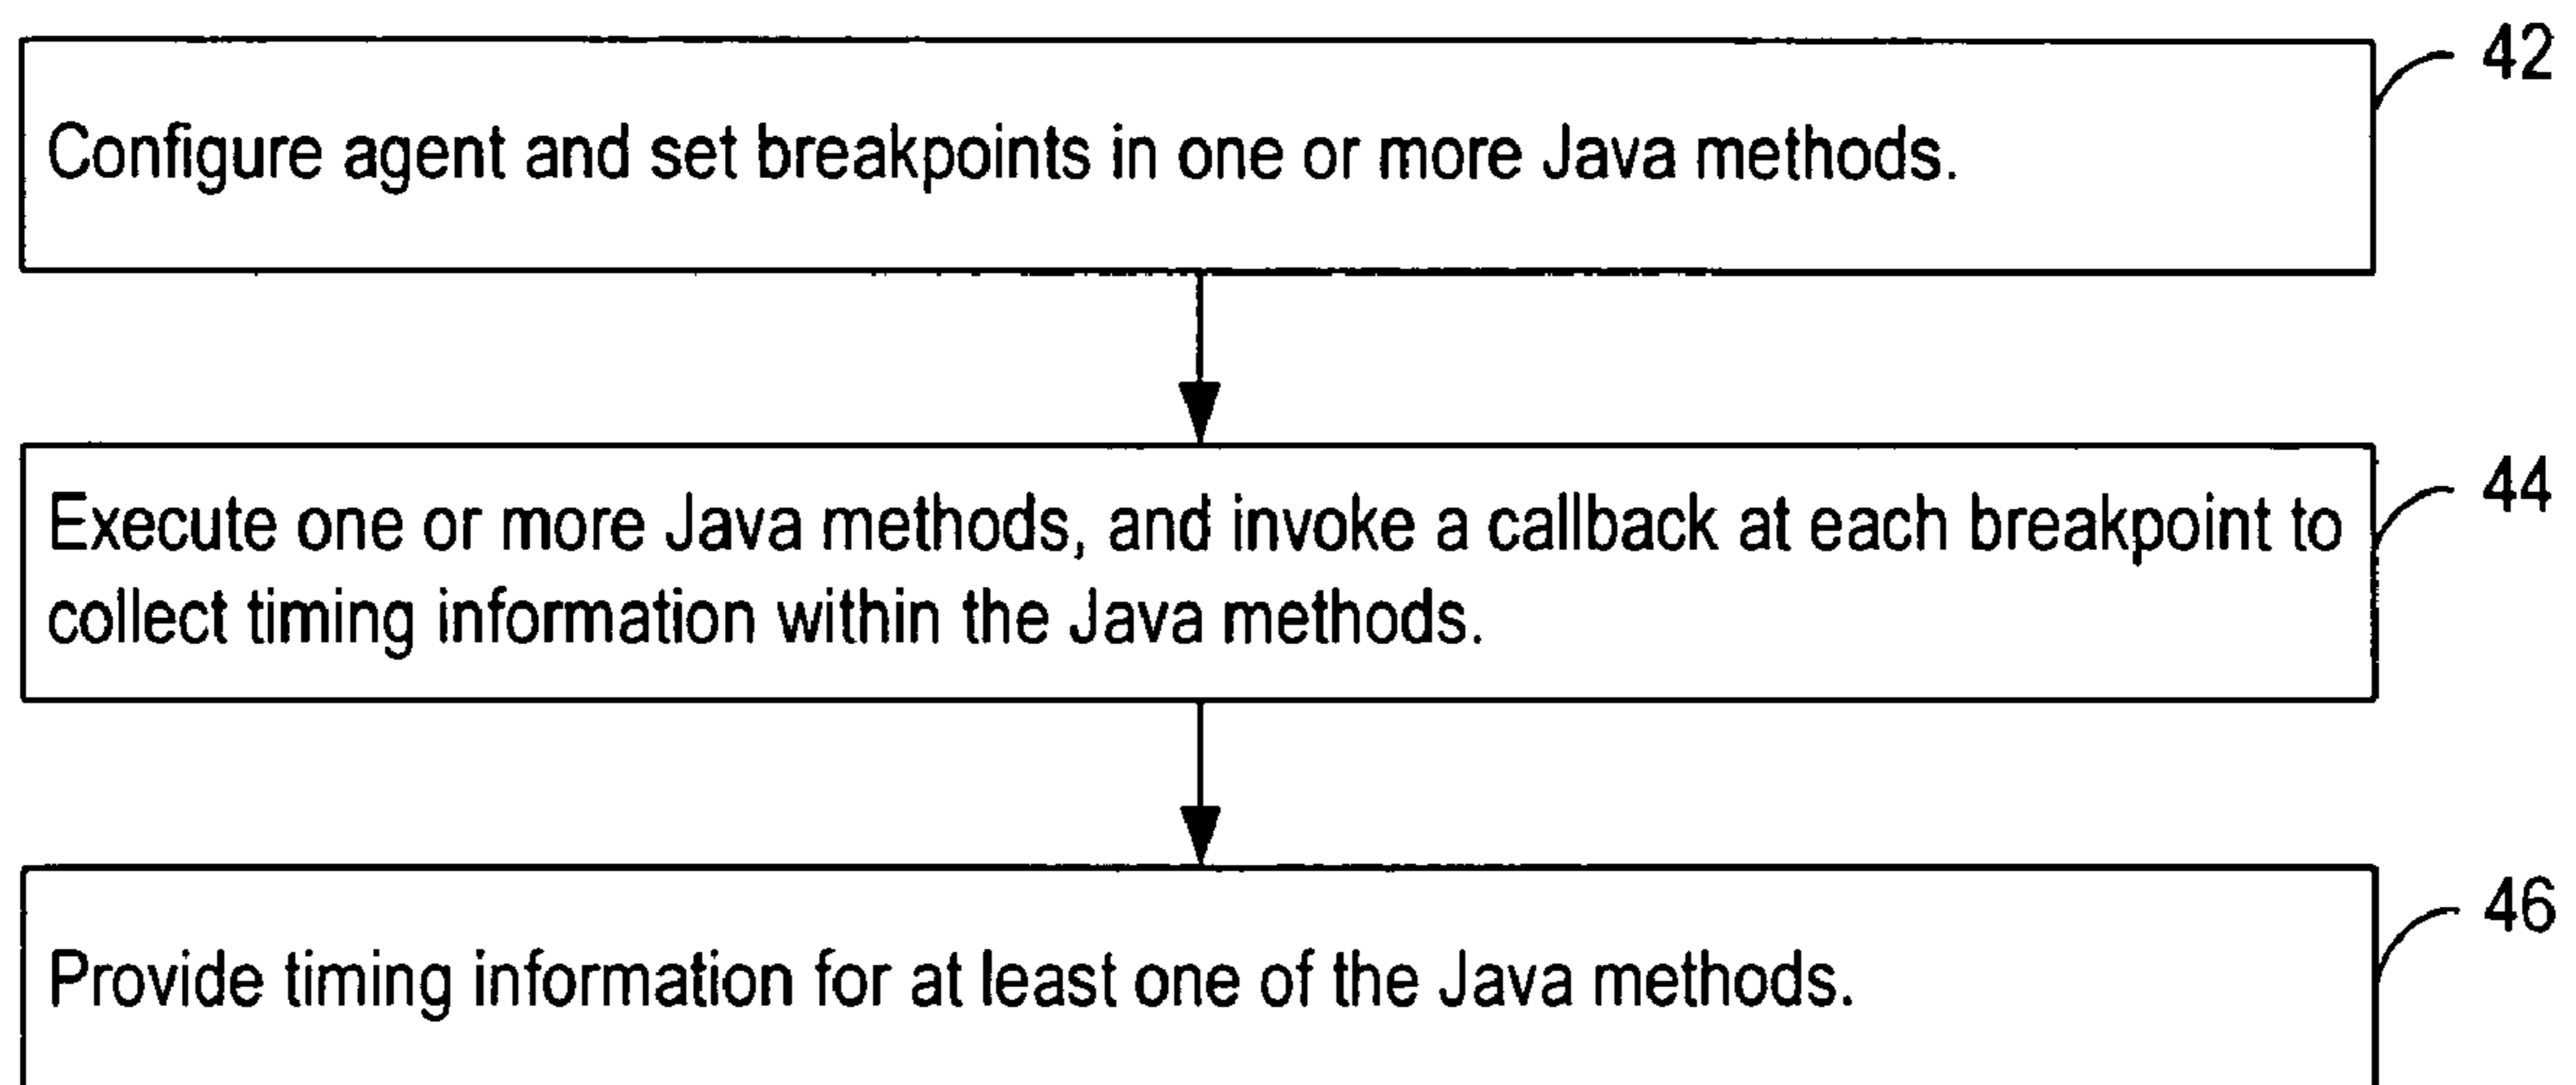 42
Configure agent and set breakpoints in one or more Java methods.
44
Execute one or more Java methods, and invoke a callback at each breakpoint to
collect timing information within the Java methods.
46
Provide timing information for at least one of the Java methods.